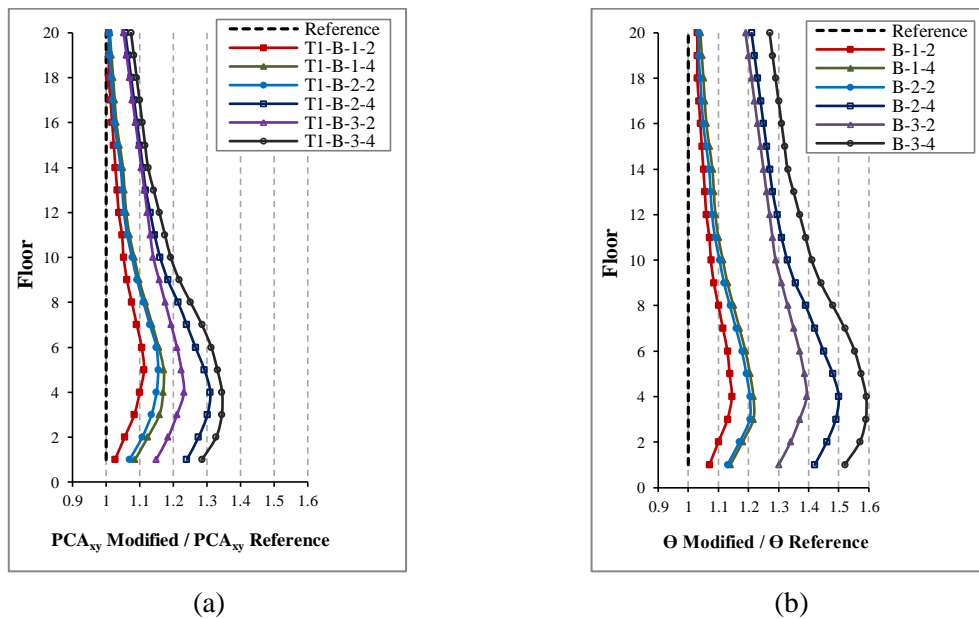 Reference
T1-B-1-2
T1-B-1-4
T1-B-2-2
T1-B-2-4
T1-B-3-2
T1-B-3-4
20
18
16
14
12
10
8
6
4
2
0
Floor
0.9 1 1.1 1.2 1.3 1.4 1.5 1.6
PCAxy Modified / PCAxy Reference
(a)
Reference
B-1-2
B-1-4
B-2-2
B-2-4
B-3-2
B-3-4
20
18
16
14
12
10
8
6
4
2
0
Floor
0.9 1 1.1 1.2 1.3 1.4 1.5 1.6
ϴ Modified / ϴ Reference
(b)